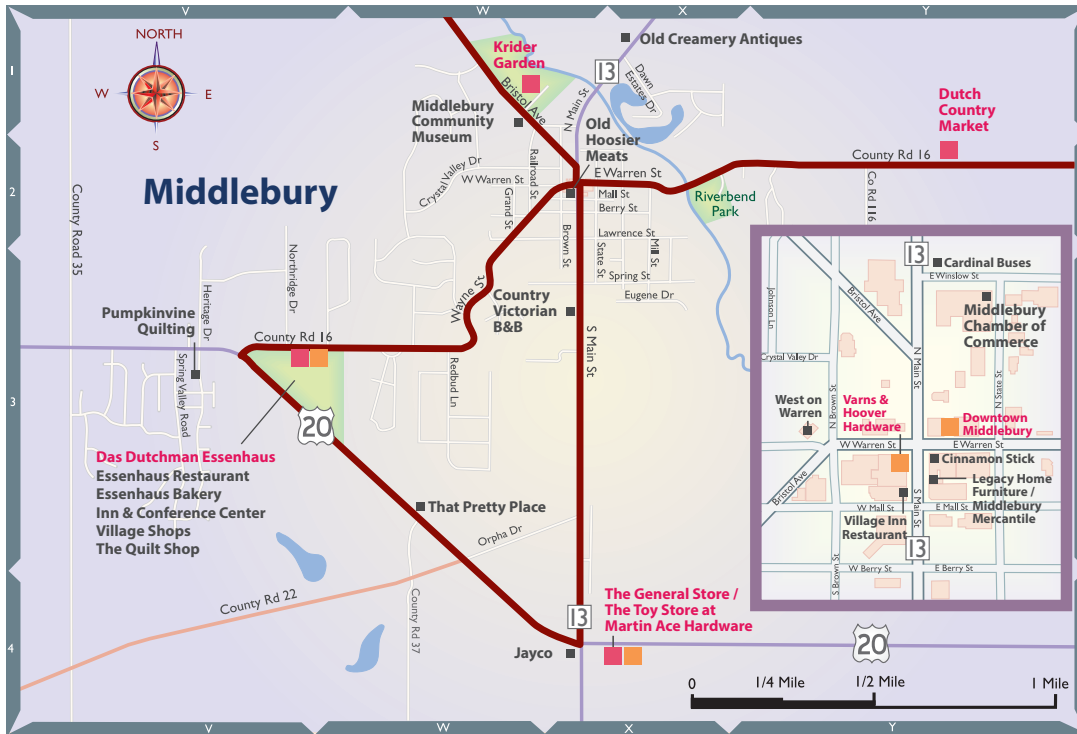 V
W
X
Y
1
2
3
4
NORTH
W
E
S
Middlebury
Krider
Garden
Old Creamery Antiques
13
Dawn
Estates Dr
Bristol Ave
N Main St
Middlebury
Community
Museum
Old
Hoosier
Meats
Dutch
Country
Market
County Rd 16
E Warren St
Crystal Valley Dr
W Warren St
Railroad St
Grand St
Mall St
Berry St
Riverbend
Park
Co Rd 116
County Road 35
Brown St
Lawrence St
State St
Mill St
Spring St
Eugene Dr
Northridge Dr
Heritage Dr
Wayne St
Country
Victorian
B&B
Pumpkinvine
Quilting
County Rd 16
S Main St
Spring Valley Road
Redbud Ln
20
Das Dutchman Essenhaus
Essenhaus Restaurant
Essenhaus Bakery
Inn & Conference Center
Village Shops
The Quilt Shop
That Pretty Place
Orpha Dr
County Rd 22
County Rd 37
13
The General Store /
The Toy Store at
Martin Ace Hardware
Jayco
20
0
1/4 Mile
1/2 Mile
1 Mile
13
Cardinal Buses
E Winslow St
Johnson Ln
Bristol Ave
Middlebury
Chamber of
Commerce
Crystal Valley Dr
N Main St
N State St
N Brown St
West on
Warren
Varns &
Hoover
Hardware
Downtown
Middlebury
W Warren St
E Warren St
Cinnamon Stick
Bristol Ave
Legacy Home
Furniture /
Middlebury
Mercantile
S Main St
W Mall St
E Mall St
Village Inn
Restaurant
13
S Brown St
W Berry St
E Berry St
V
W
X
Y